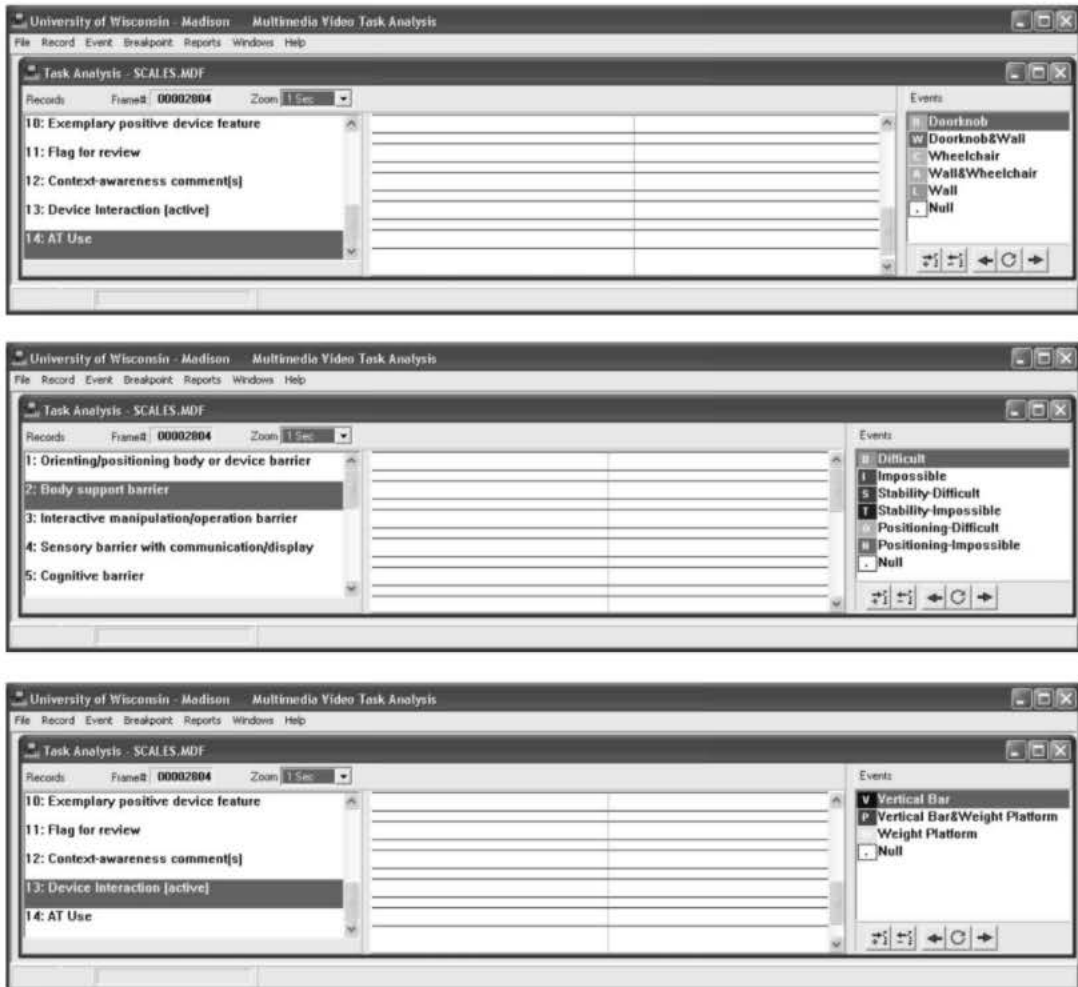 University of Wisconsin - Madison Multimedia Video Task Analysis
File Record Event Breakpoint Reports Windows Help
Task Analysis - SCALES.MDF
Records Frame# 00002804 Zoom 1 Sec
Events
10: Exemplary positive device feature
11: Flag for review
12: Context-awareness comment(s)
13: Device Interaction (active)
14: AT Use
Doorknob
W Doorknob&Wall
C Wheelchair
A Wall&Wheelchair
L Wall
. Null
University of Wisconsin - Madison Multimedia Video Task Analysis
File Record Event Breakpoint Reports Windows Help
Task Analysis - SCALES.MDF
Records Frame# 00002804 Zoom 1 Sec
Events
1: Orienting/positioning body or device barrier
2: Body support barrier
3: Interactive manipulation/operation barrier
4: Sensory barrier with communication/display
5: Cognitive barrier
Difficult
I Impossible
S Stability-Difficult
T Stability-Impossible
Positioning-Difficult
Positioning-Impossible
. Null
University of Wisconsin - Madison Multimedia Video Task Analysis
File Record Event Breakpoint Reports Windows Help
Task Analysis - SCALES.MDF
Records Frame# 00002804 Zoom 1 Sec
Events
10: Exemplary positive device feature
11: Flag for review
12: Context-awareness comment(s)
13: Device Interaction (active)
14: AT Use
V Vertical Bar
P Vertical Bar&Weight Platform
Weight Platform
. Null